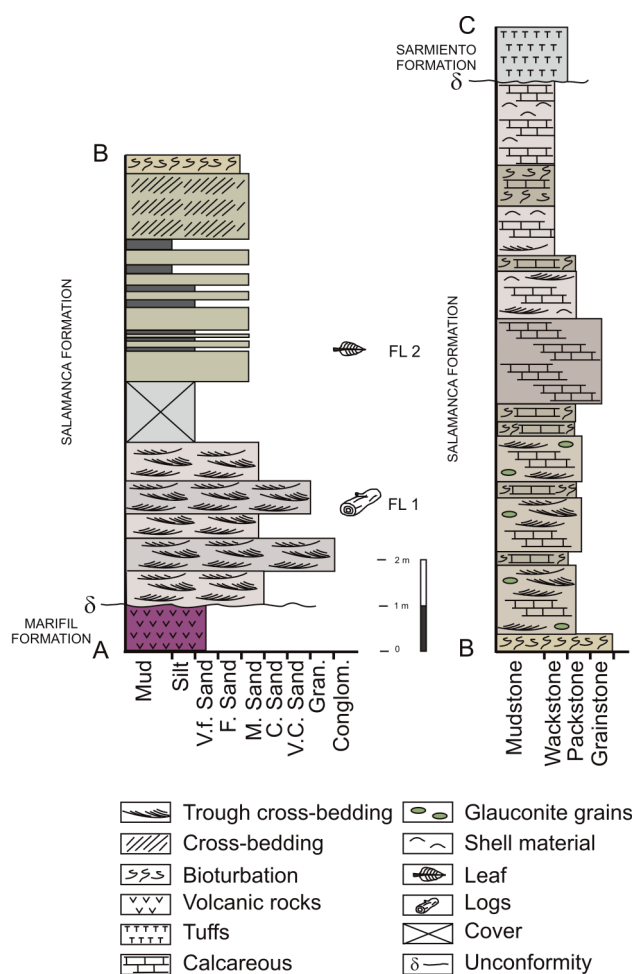 C
SARMIENTO
FORMATION
δ
B
SALAMANCA FORMATION
FL 2
FL 1
δ
MARIFIL
FORMATION
A
2 m
1 m
0
Mud
Silt
V.f. Sand
F. Sand
M. Sand
C. Sand
V.C. Sand
Gran.
Conglom.
SALAMANCA FORMATION
B
Mudstone
Wackstone
Packstone
Grainstone
Trough cross-bedding
Cross-bedding
Bioturbation
Volcanic rocks
Tuffs
Calcareous
Glauconite grains
Shell material
Leaf
Logs
Cover
δ Unconformity